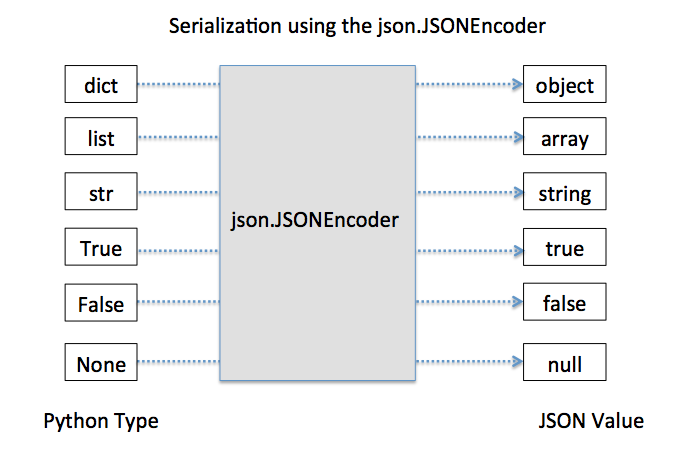 Serialization using the json.JSONEncoder
dict
object
list
array
str
string
json.JSONEncoder
True
true
False
false
None
null
Python Type
JSON Value